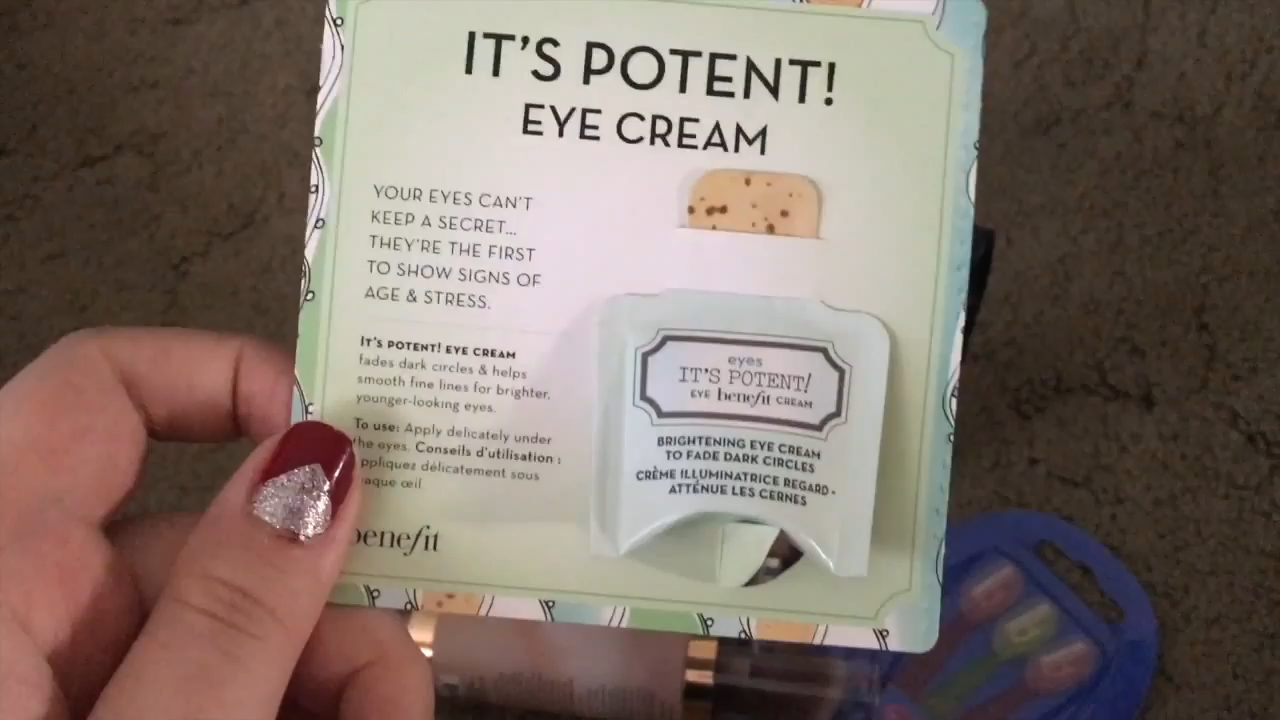 IT'S POTENT!
EYE CREAM
YOUR EYES CAN'T
KEEP A SECRET...
THEY'RE THE FIRST
TO SHOW SIGNS OF
AGE & STRESS.
IT'S POTENT! EYE CREAM
fades dark circles & helps
smooth fine lines for brighter,
younger-looking eyes.
To use: Apply delicately under
the eyes. Conseils d'utilisation :
appliquez délicatement sous
œil
benefit
eyes
IT'S POTENT!
EYE benefit CREAM
BRIGHTENING EYE CREAM
TO FADE DARK CIRCLES
CRÈME ILLUMINATRICE REGARD -
ATTÉNUE LES CERNES